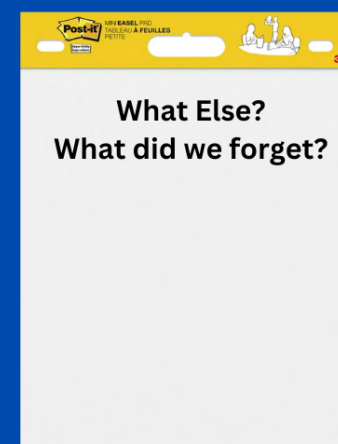 Post-it
MINI EASEL PAD
TABLEAU À FEUILLES
PETITE
What Else?
What did we forget?